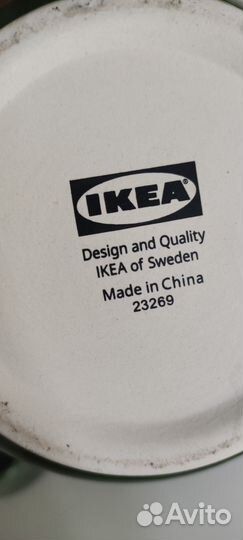 IKEA
Design and Quality
IKEA of Sweden
Made in China
23269
Avito